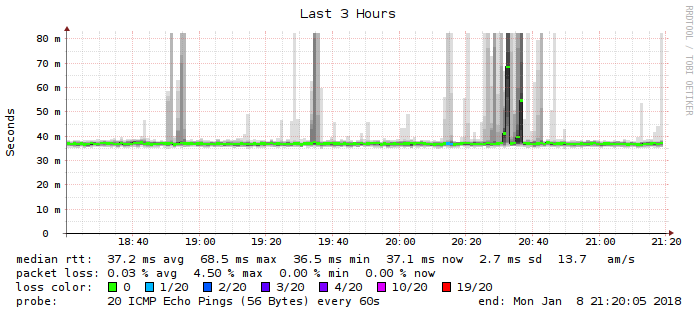 Last 3 Hours
RRDTOOL / TOBI OETIKER
Seconds
80 m
70 m
60 m
50 m
40 m
30 m
20 m
10 m
0
18:40 19:00 19:20 19:40 20:00 20:20 20:40 21:00 21:20
median rtt: 37.2 ms avg 68.5 ms max 36.5 ms min 37.1 ms now 2.7 ms sd 13.7 am/s
packet loss: 0.03 % avg 4.50 % max 0.00 % min 0.00 % now
loss color: 0 1/20 2/20 3/20 4/20 10/20 19/20
probe: 20 ICMP Echo Pings (56 Bytes) every 60s end: Mon Jan 8 21:20:05 2018